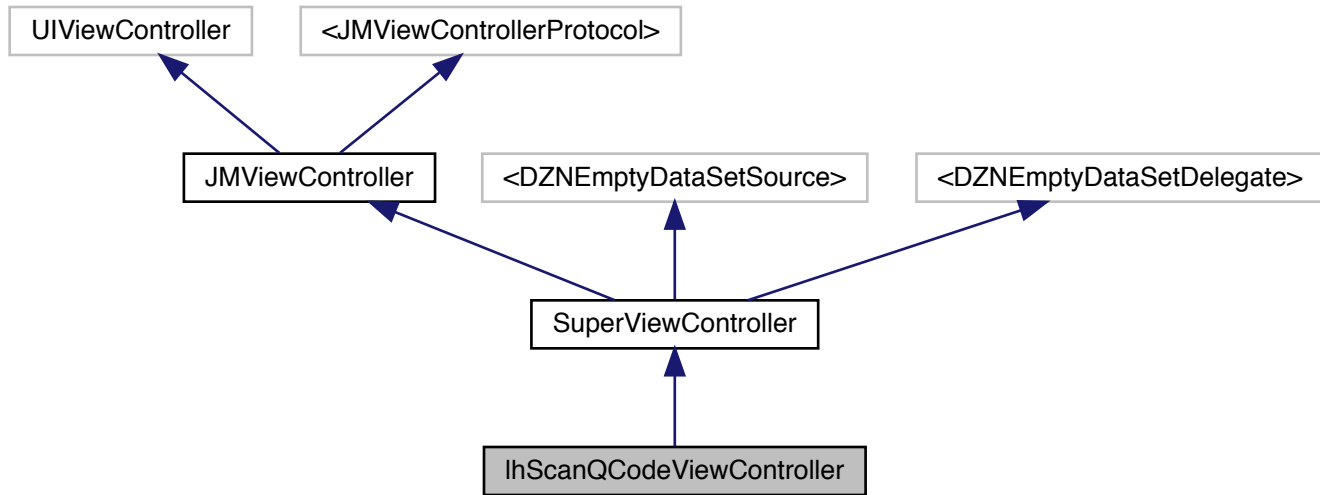 UIViewController
<JMViewControllerProtocol>
JMViewController
<DZNEmptyDataSetSource>
<DZNEmptyDataSetDelegate>
SuperViewController
lhScanQCodeViewController